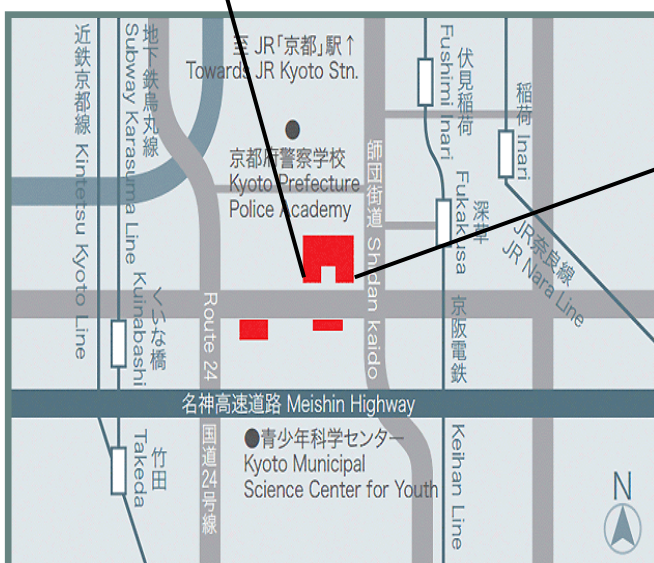 近鉄京都線 Kintetsu Kyoto Line
地下鉄烏丸線
Subway Karasuma Line
至 JR「京都」駅↑
Towards JR Kyoto Stn.
京都府警察学校
Kyoto Prefecture
Police Academy
師団街道 Shidan kaido
伏見稲荷
Fushimi Inari
稲荷 Inari
深草
Fukakusa
JR奈良線
JR Nara Line
くいな橋
Kuinabashi
Route 24
京阪電鉄
名神高速道路 Meishin Highway
竹田
Takeda
国道24号線
●青少年科学センター
Kyoto Municipal
Science Center for Youth
Keihan Line
N